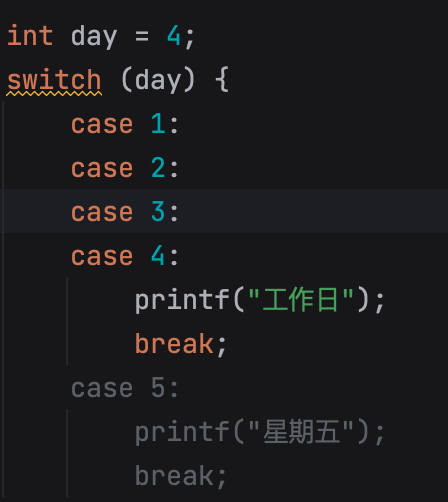 int day = 4;
switch (day) {
    case 1:
    case 2:
    case 3:
    case 4:
        printf("工作日");
        break;
    case 5:
        printf("星期五");
        break;